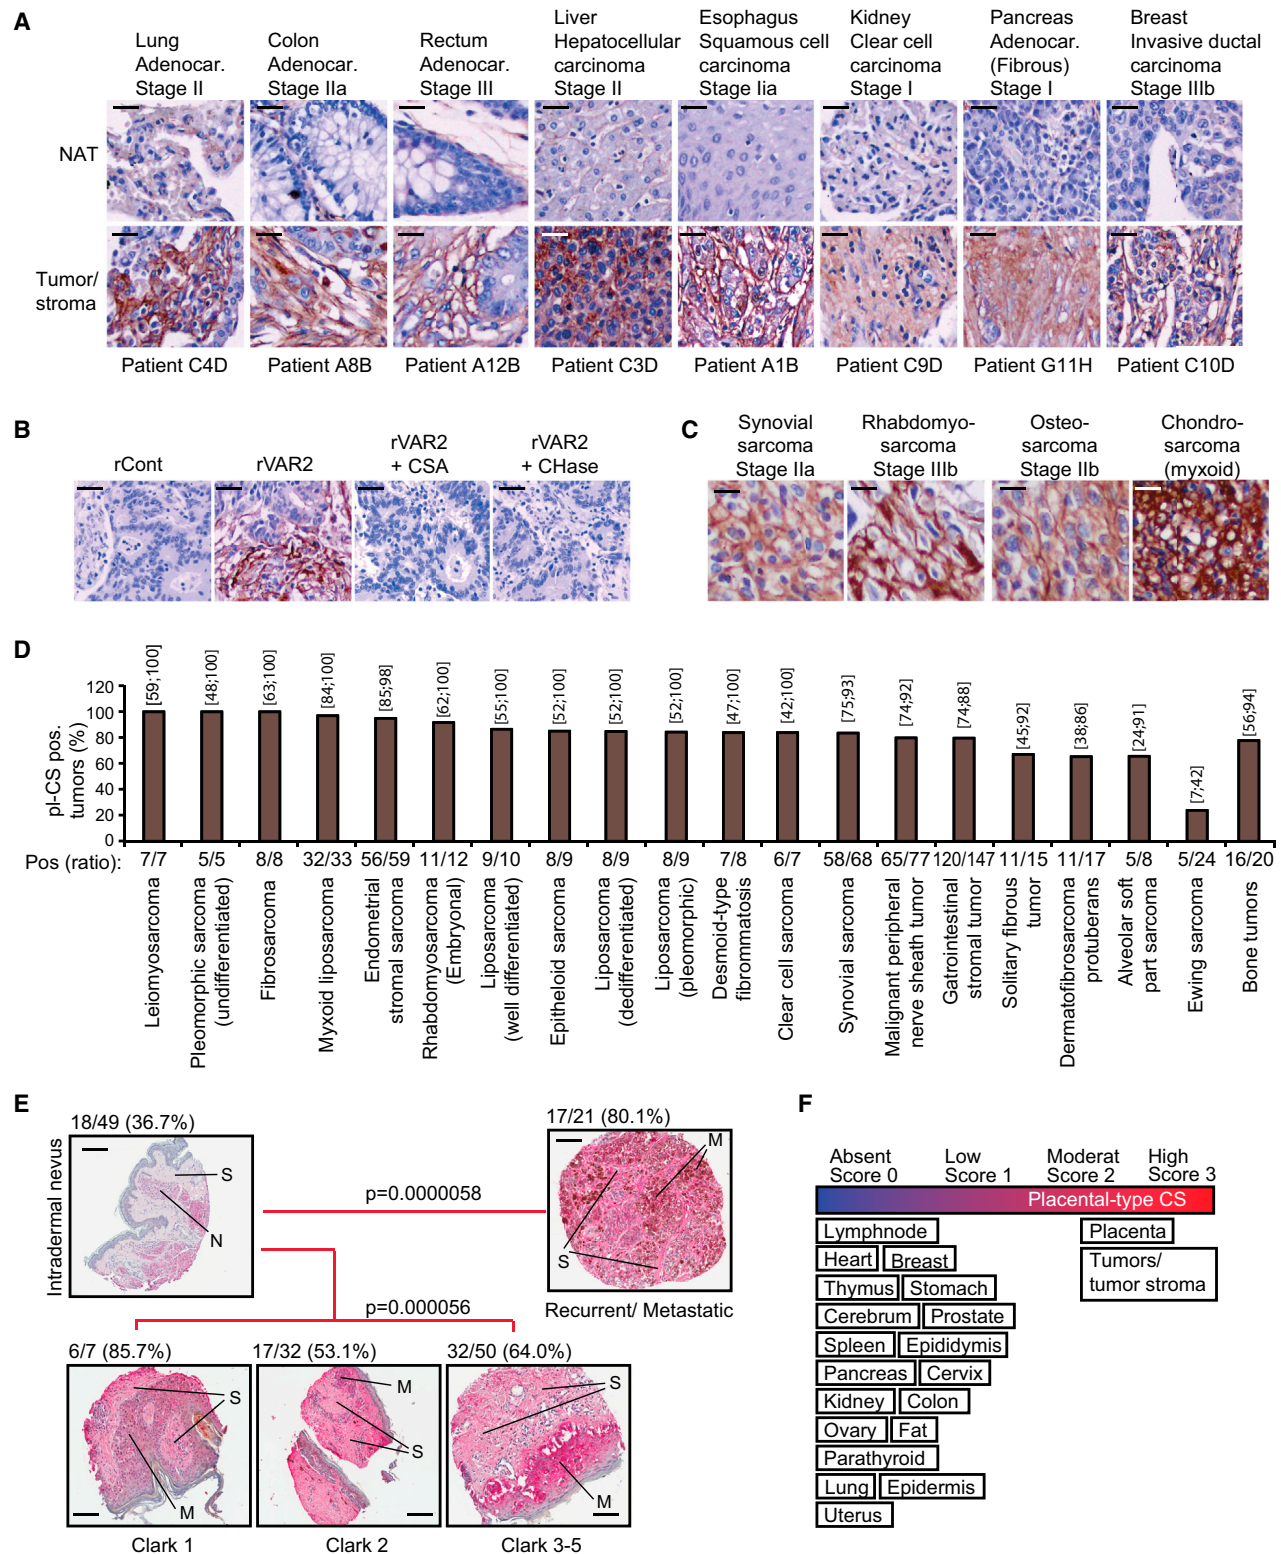 A
Lung
Adenocar.
Stage II
Colon
Adenocar.
Stage IIa
Rectum
Adenocar.
Stage III
Liver
Hepatocellular
carcinoma
Stage II
Esophagus
Squamous cell
carcinoma
Stage Iia
Kidney
Clear cell
carcinoma
Stage I
Pancreas
Adenocar.
(Fibrous)
Stage I
Breast
Invasive ductal
carcinoma
Stage IIIb
NAT
Tumor/
stroma
Patient C4D
Patient A8B
Patient A12B
Patient C3D
Patient A1B
Patient C9D
Patient G11H
Patient C10D
B
rCont
rVAR2
rVAR2
+ CSA
rVAR2
+ CHase
C
Synovial
sarcoma
Stage IIa
Rhabdomyo-
sarcoma
Stage IIIb
Osteo-
sarcoma
Stage IIb
Chondro-
sarcoma
(myxoid)
D
pl-CS pos.
tumors (%)
120
100
80
60
40
20
0
[59;100]
[48;100]
[63;100]
[84;100]
[85;98]
[62;100]
[55;100]
[52;100]
[52;100]
[52;100]
[47;100]
[42;100]
[75;93]
[74;92]
[74;88]
[45;92]
[38;86]
[24;91]
[7;42]
[56;94]
Pos (ratio):
7/7
5/5
8/8
32/33
56/59
11/12
9/10
8/9
8/9
8/9
7/8
6/7
58/68
65/77
120/147
11/15
11/17
5/8
5/24
16/20
Leiomyosarcoma
Pleomorphic sarcoma
(undifferentiated)
Fibrosarcoma
Myxoid liposarcoma
Endometrial
stromal sarcoma
Rhabdomyosarcoma
(Embryonal)
Liposarcoma
(well differentiated)
Epitheloid sarcoma
Liposarcoma
(dedifferentiated)
Liposarcoma
(pleomorphic)
Desmoid-type
fibrommatosis
Clear cell sarcoma
Synovial sarcoma
Malignant peripheral
nerve sheath tumor
Gatrointestinal
stromal tumor
Solitary fibrous
tumor
Dermatofibrosarcoma
protuberans
Alveolar soft
part sarcoma
Ewing sarcoma
Bone tumors
E
18/49 (36.7%)
Intradermal nevus
S
N
p=0.0000058
17/21 (80.1%)
M
S
Recurrent/ Metastatic
p=0.000056
6/7 (85.7%)
S
M
Clark 1
17/32 (53.1%)
M
S
Clark 2
32/50 (64.0%)
S
M
Clark 3-5
F
Absent
Score 0
Low
Score 1
Moderat
Score 2
High
Score 3
Placental-type CS
Lymphnode
Placenta
Heart
Breast
Tumors/
tumor stroma
Thymus
Stomach
Cerebrum
Prostate
Spleen
Epididymis
Pancreas
Cervix
Kidney
Colon
Ovary
Fat
Parathyroid
Lung
Epidermis
Uterus